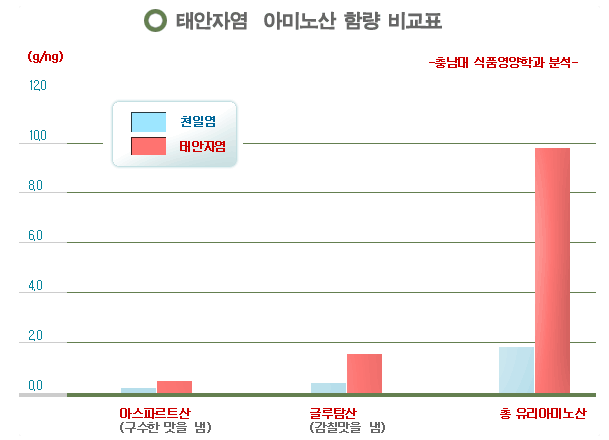 태안자염 아미노산 함량 비교표
(g/ng)
-충남대 식품영양학과 분석-
12.0
천일염
태안자염
10.0
8.0
6.0
4.0
2.0
0.0
아스파르트산 글루탐산 총 유리아미노산
(구수한 맛을 냄) (감칠맛을 냄)